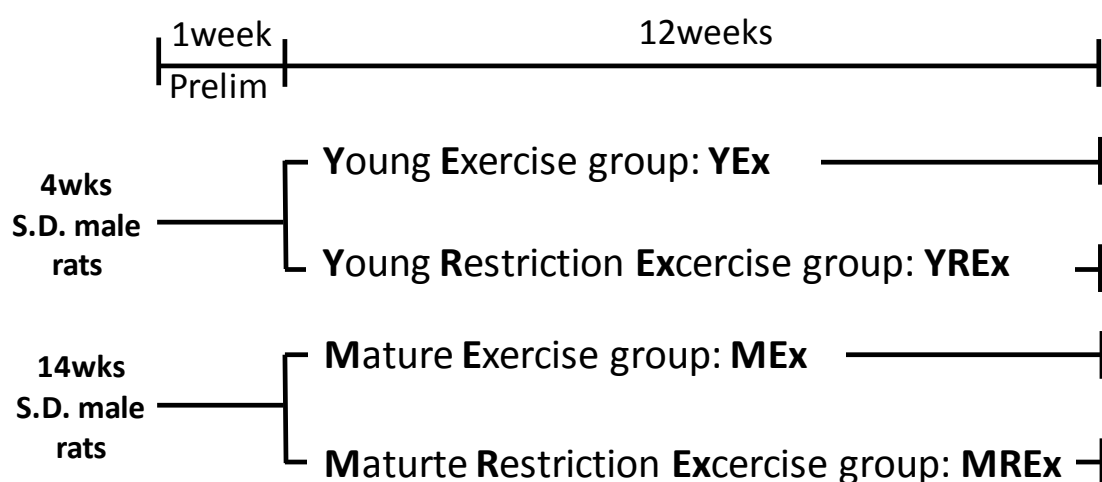 1week
12weeks
Prelim
Young Exercise group: YEx
4wks
S.D. male
rats
Young Restriction Excercise group: YREx
Mature Exercise group: MEx
14wks
S.D. male
rats
Maturte Restriction Excercise group: MREx